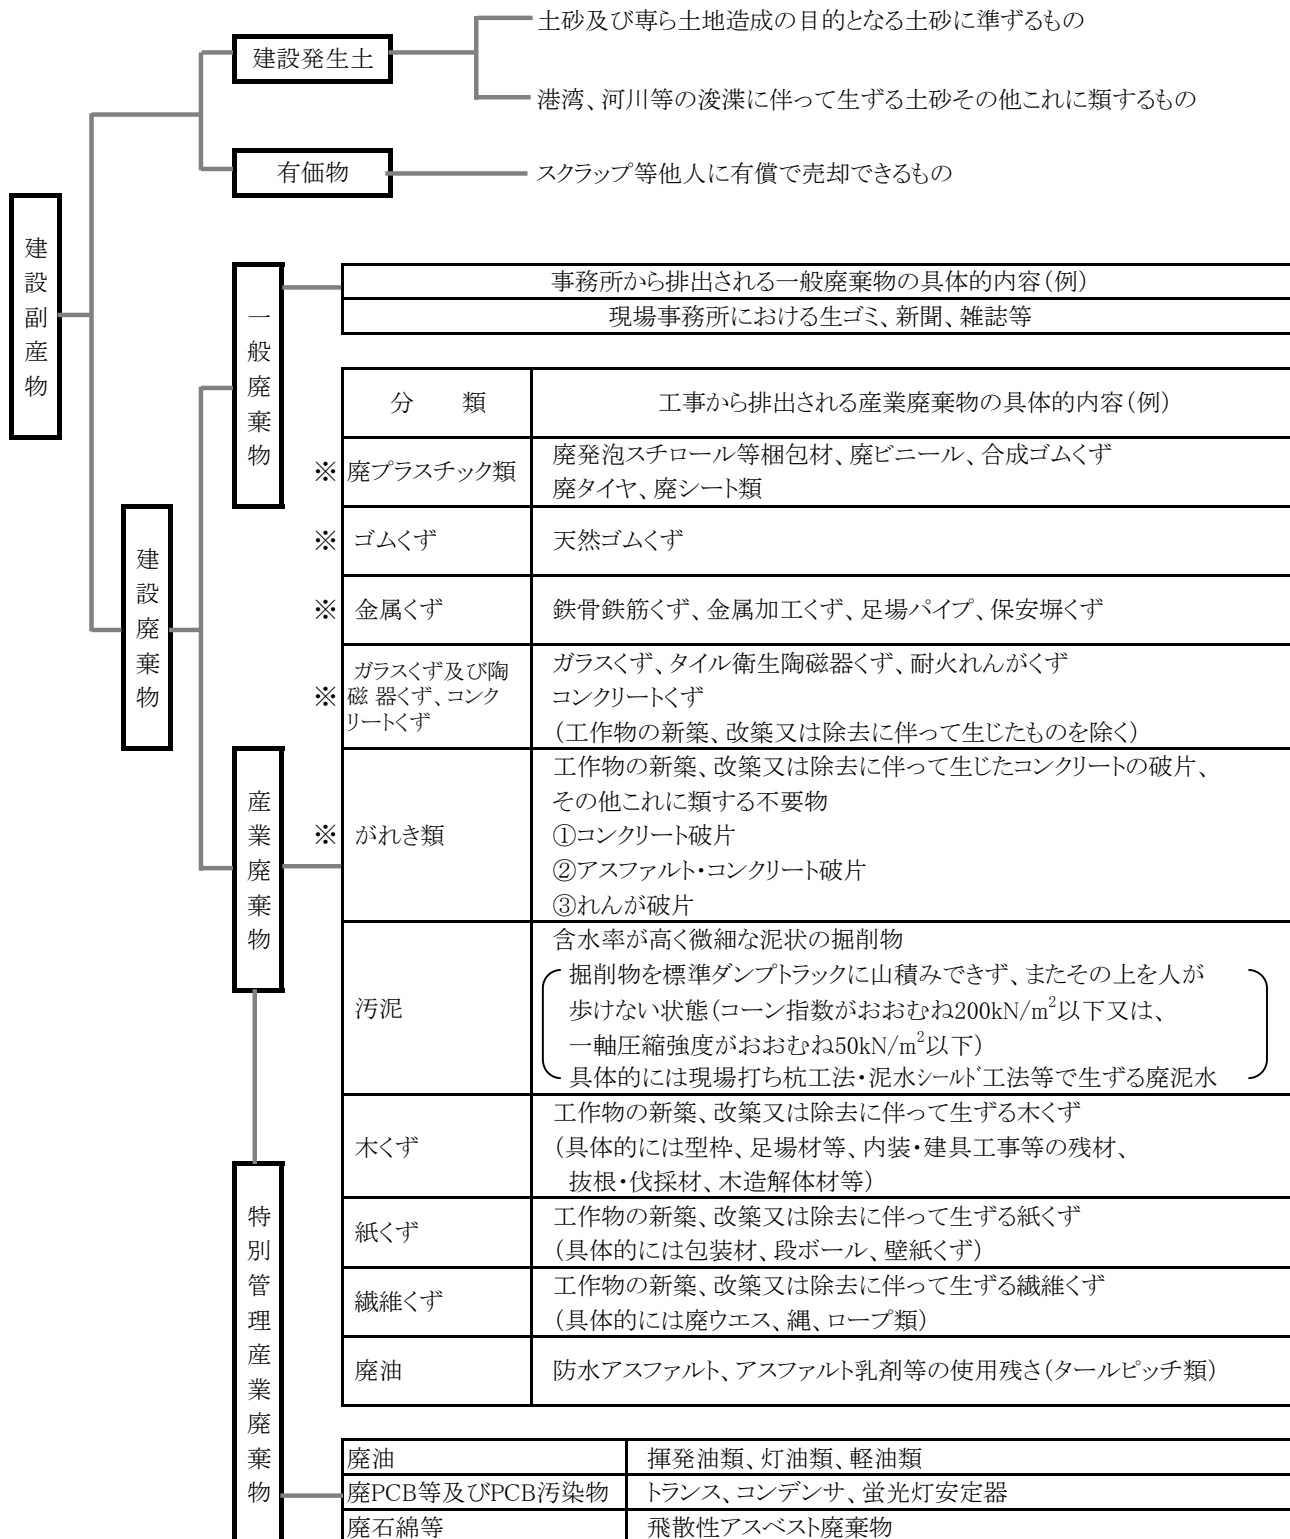 土砂及び専ら土地造成の目的となる土砂に準ずるもの
建設発生土
港湾、河川等の浚渫に伴って生ずる土砂その他これに類するもの
有価物
スクラップ等他人に有償で売却できるもの
建設副産物
一般廃棄物
事務所から排出される一般廃棄物の具体的内容(例)
現場事務所における生ゴミ、新聞、雑誌等
建設廃棄物
分 類
工事から排出される産業廃棄物の具体的内容(例)
※ 廃プラスチック類
廃発泡スチロール等梱包材、廃ビニール、合成ゴムくず
廃タイヤ、廃シート類
※ ゴムくず
天然ゴムくず
※ 金属くず
鉄骨鉄筋くず、金属加工くず、足場パイプ、保安塀くず
ガラスくず及び陶
※ 磁 器くず、コンク
リートくず
ガラスくず、タイル衛生陶磁器くず、耐火れんがくず
コンクリートくず
(工作物の新築、改築又は除去に伴って生じたものを除く)
産業廃棄物
※ がれき類
工作物の新築、改築又は除去に伴って生じたコンクリートの破片、
その他これに類する不要物
①コンクリート破片
②アスファルト・コンクリート破片
③れんが破片
汚泥
含水率が高く微細な泥状の掘削物
掘削物を標準ダンプトラックに山積みできず、またその上を人が
歩けない状態(コーン指数がおおむね200kN/m²以下又は、
一軸圧縮強度がおおむね50kN/m²以下)
具体的には現場打ち杭工法・泥水シールド工法等で生ずる廃泥水
木くず
工作物の新築、改築又は除去に伴って生ずる木くず
(具体的には型枠、足場材等、内装・建具工事等の残材、
抜根・伐採材、木造解体材等)
紙くず
工作物の新築、改築又は除去に伴って生ずる紙くず
(具体的には包装材、段ボール、壁紙くず)
繊維くず
工作物の新築、改築又は除去に伴って生ずる繊維くず
(具体的には廃ウエス、縄、ロープ類)
廃油
防水アスファルト、アスファルト乳剤等の使用残さ(タールピッチ類)
特別管理産業廃棄物
廃油
揮発油類、灯油類、軽油類
廃PCB等及びPCB汚染物
トランス、コンデンサ、蛍光灯安定器
廃石綿等
飛散性アスベスト廃棄物